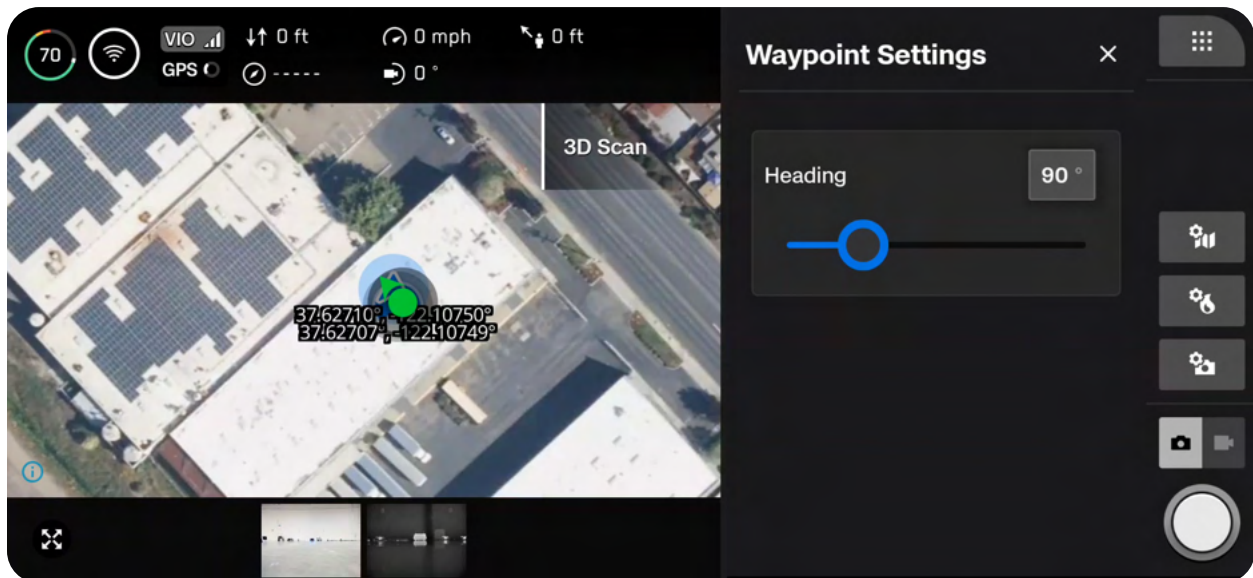 70
VIO
GPS
0 ft
0 mph
0 ft
-----
0 °
3D Scan
37.62710°, -122.10750°
37.62707°, -122.10749°
Waypoint Settings
Heading
90 °